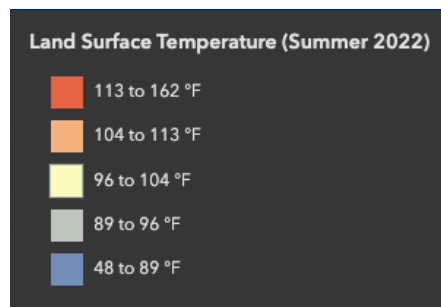 Land Surface Temperature (Summer 2022)
113 to 162 °F
104 to 113 °F
96 to 104 °F
89 to 96 °F
48 to 89 °F